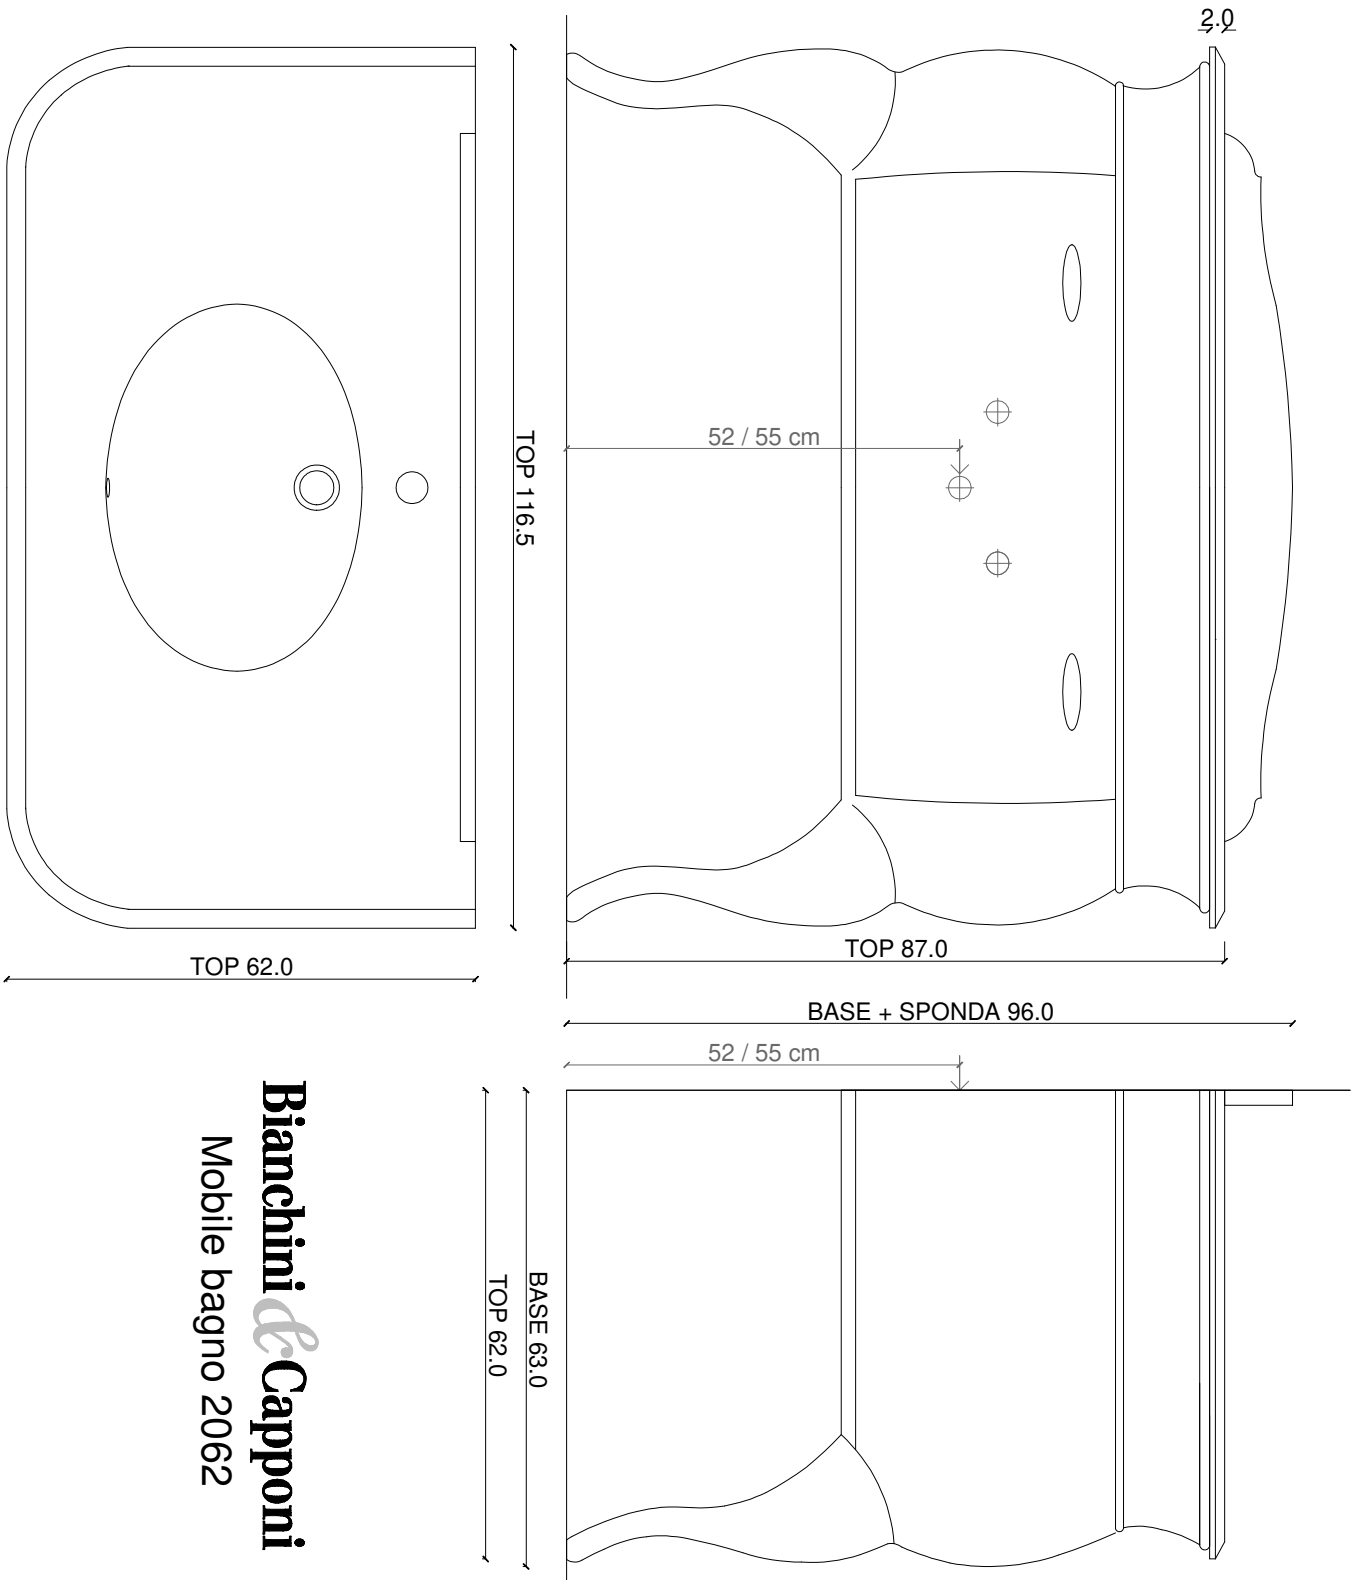 2.0
52 / 55 cm
TOP 116.5
TOP 87.0
TOP 62.0
BASE + SPONDA 96.0
52 / 55 cm
BASE 63.0
TOP 62.0
Bianchini & Capponi
Mobile bagno 2062